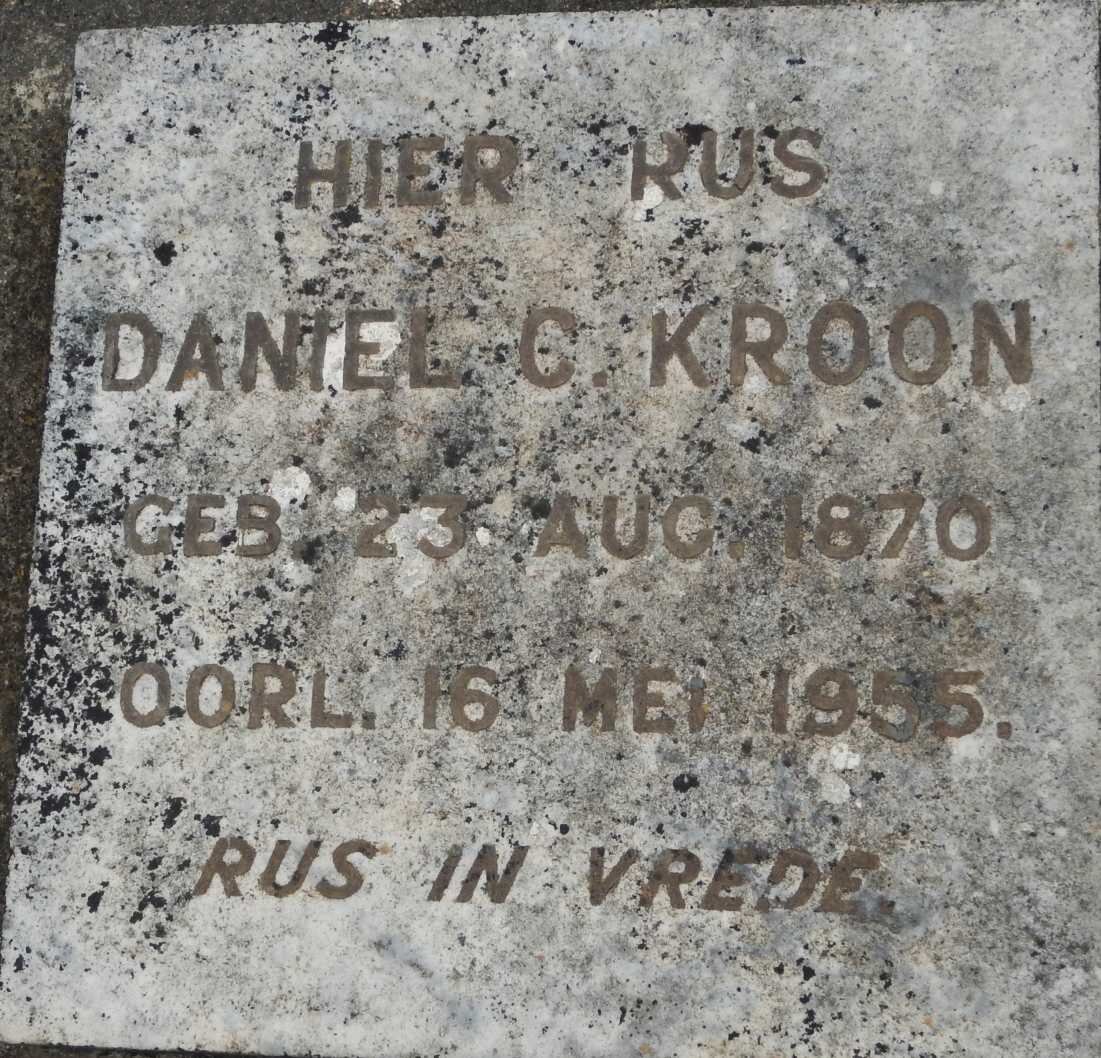 HIER RUS
DANIEL C. KROON
GEB. 23 AUG. 1870
OORL. 16 MEI 1955.
RUS IN VREDE.